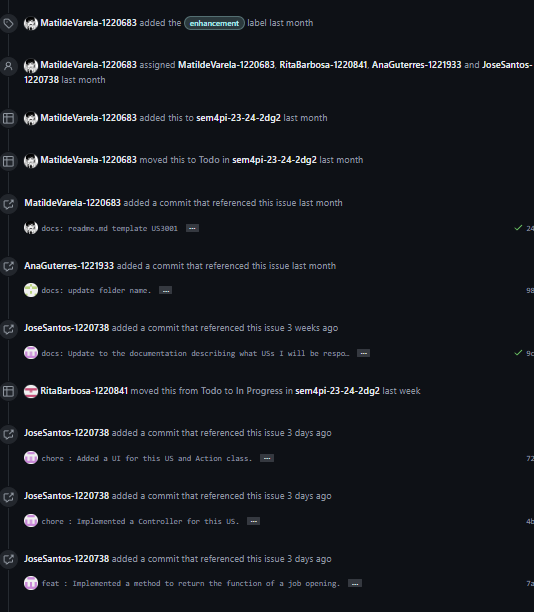 MatildeVarela-1220683 added the enhancement label last month
MatildeVarela-1220683 assigned MatildeVarela-1220683, RitaBarbosa-1220841, AnaGuterres-1221933 and JoseSantos-
1220738 last month
MatildeVarela-1220683 added this to sem4pi-23-24-2dg2 last month
MatildeVarela-1220683 moved this to Todo in sem4pi-23-24-2dg2 last month
MatildeVarela-1220683 added a commit that referenced this issue last month
docs: readme.md template US3001 ... 24
AnaGuterres-1221933 added a commit that referenced this issue last month
docs: update folder name. ... 98
JoseSantos-1220738 added a commit that referenced this issue 3 weeks ago
docs: Update to the documentation describing what USs I will be respo… ... 9c
RitaBarbosa-1220841 moved this from Todo to In Progress in sem4pi-23-24-2dg2 last week
JoseSantos-1220738 added a commit that referenced this issue 3 days ago
chore : Added a UI for this US and Action class. ... 72
JoseSantos-1220738 added a commit that referenced this issue 3 days ago
chore : Implemented a Controller for this US. ... 4b
JoseSantos-1220738 added a commit that referenced this issue 3 days ago
feat : Implemented a method to return the function of a job opening. ... 7a